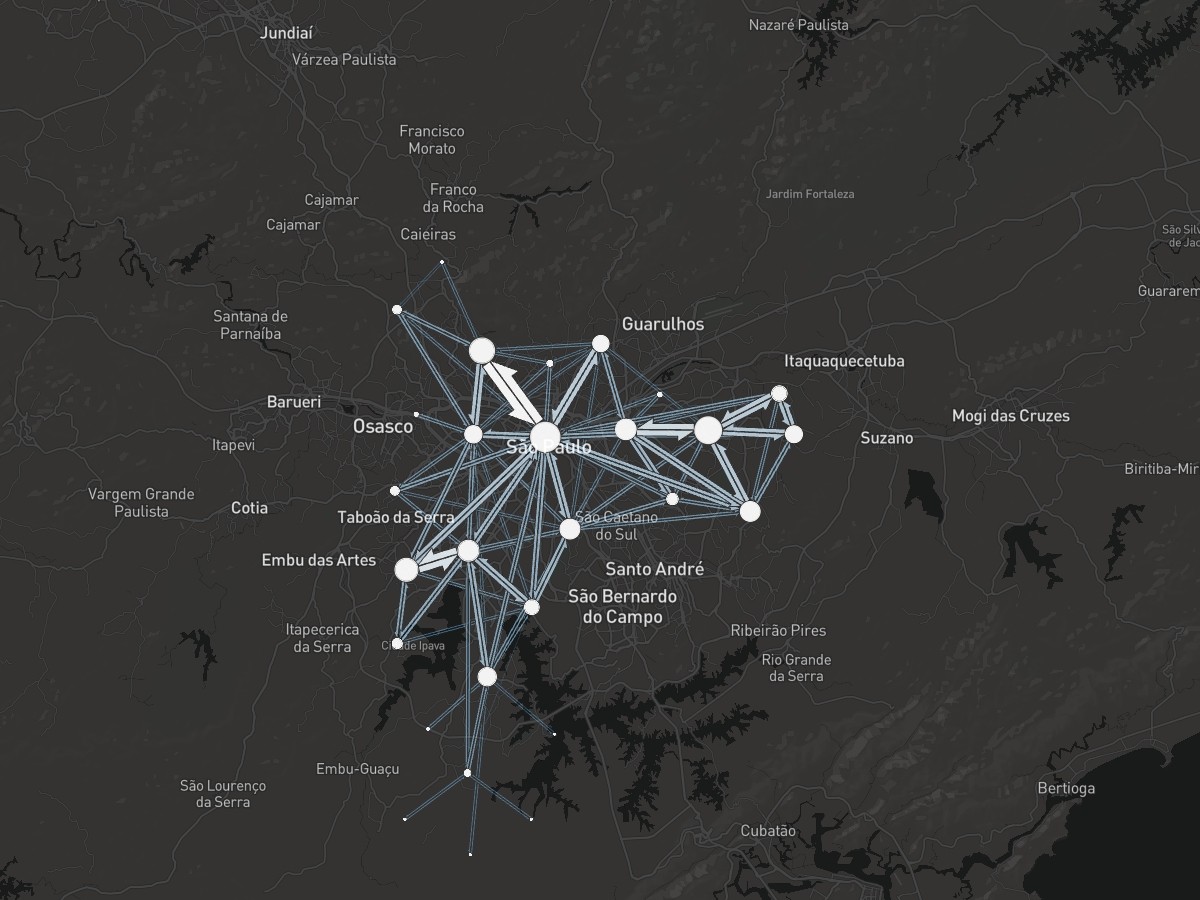 Nazaré Paulista
Jundiaí
Várzea Paulista
Francisco
Morato
Franco
da Rocha
Jardim Fortaleza
Cajamar
Cajamar
Caieiras
São Silv
de Jac
Guararem
Santana de
Parnaíba
Guarulhos
Itaquaquecetuba
Barueri
Mogi das Cruzes
Osasco
Suzano
Itapevi
São Paulo
Biritiba-Mir
Vargem Grande
Paulista
Cotia
Taboão da Serra
São Caetano
do Sul
Embu das Artes
Santo André
São Bernardo
do Campo
Itapecerica
da Serra
Cidade Ipava
Ribeirão Pires
Rio Grande
da Serra
Embu-Guaçu
São Lourenço
da Serra
Bertioga
Cubatão